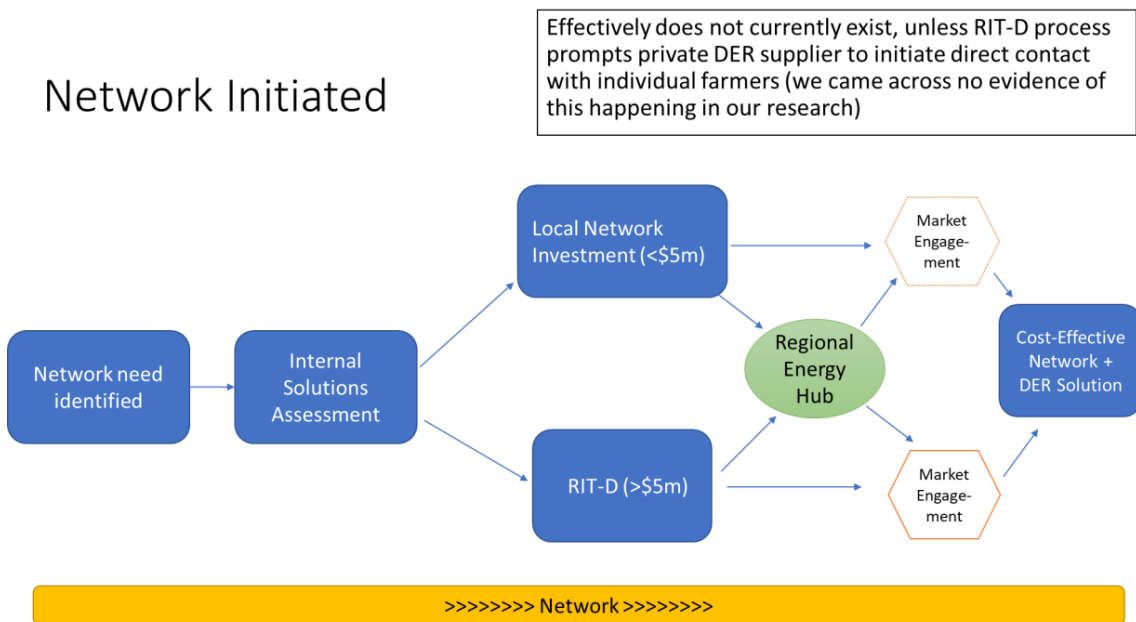 Effectively does not currently exist, unless RIT-D process
prompts private DER supplier to initiate direct contact
with individual farmers (we came across no evidence of
this happening in our research)
Network Initiated
Local Network
Investment (<$5m)
Market
Engage-
ment
Network need
identified
Internal
Solutions
Assessment
Regional
Energy
Hub
Cost-Effective
Network +
DER Solution
RIT-D (>$5m)
Market
Engage-
ment
>>>>>>>> Network >>>>>>>>